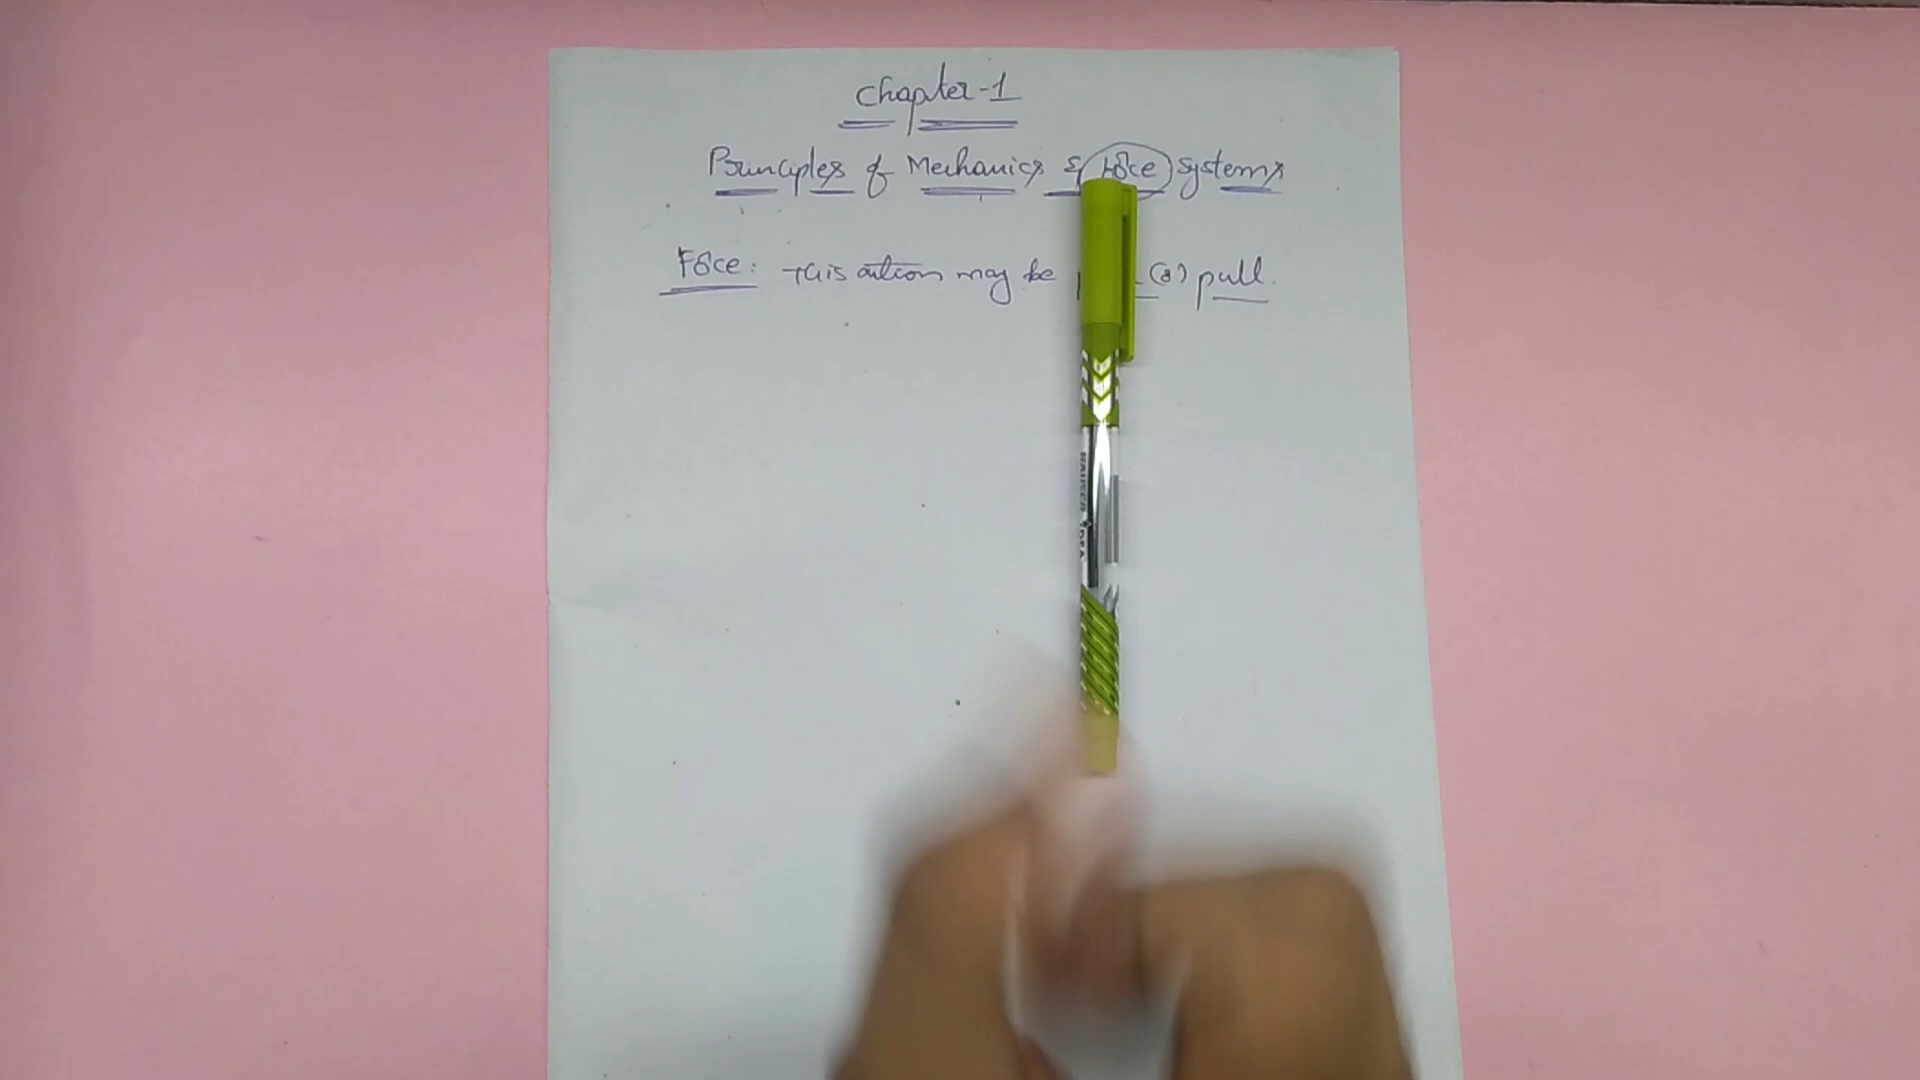 Chapter-1
Principles of Mechanics & Force Systems
Force: This action may be (or) pull.